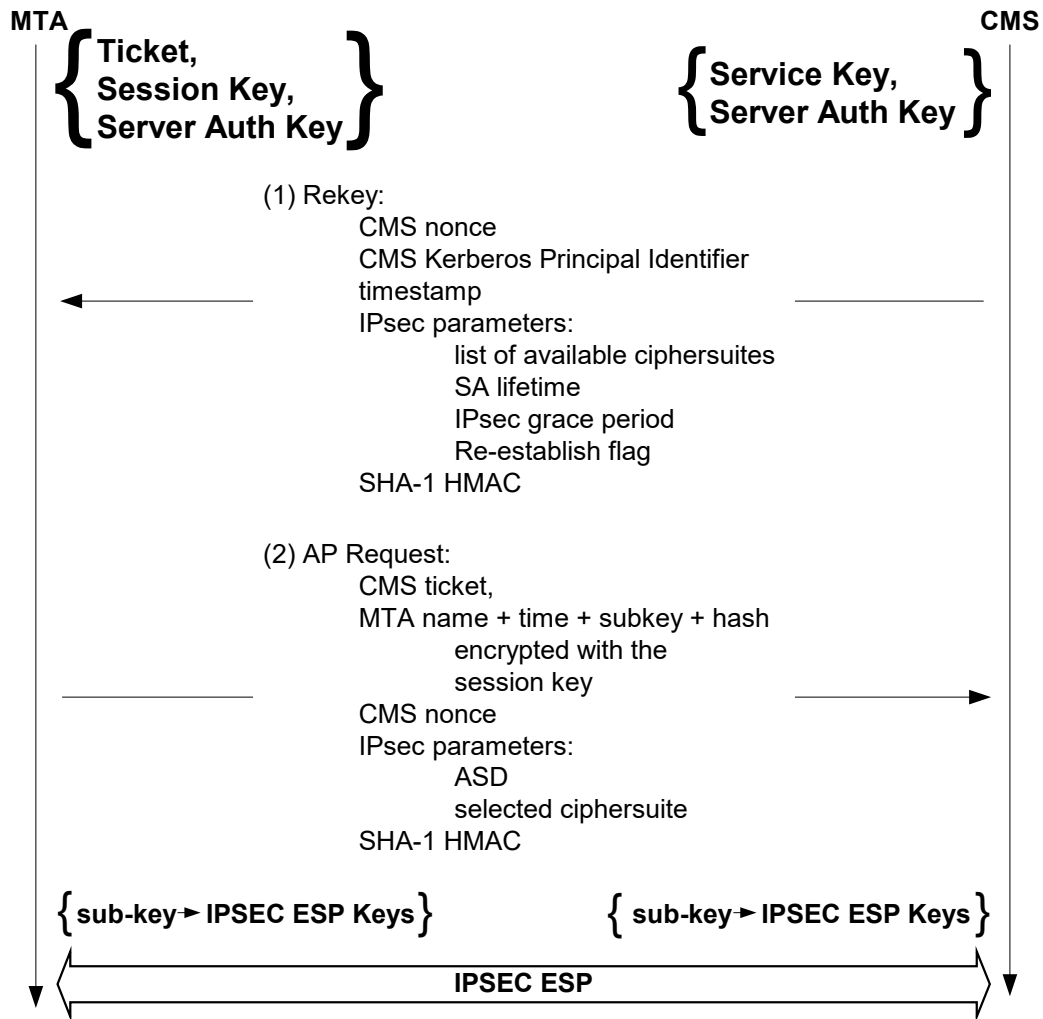 MTA
CMS
{ Ticket,
Session Key,
Server Auth Key }
{ Service Key,
Server Auth Key }
(1) Rekey:
CMS nonce
CMS Kerberos Principal Identifier
timestamp
IPsec parameters:
list of available ciphersuites
SA lifetime
IPsec grace period
Re-establish flag
SHA-1 HMAC
(2) AP Request:
CMS ticket,
MTA name + time + subkey + hash
encrypted with the
session key
CMS nonce
IPsec parameters:
ASD
selected ciphersuite
SHA-1 HMAC
{ sub-key → IPSEC ESP Keys }
{ sub-key → IPSEC ESP Keys }
IPSEC ESP